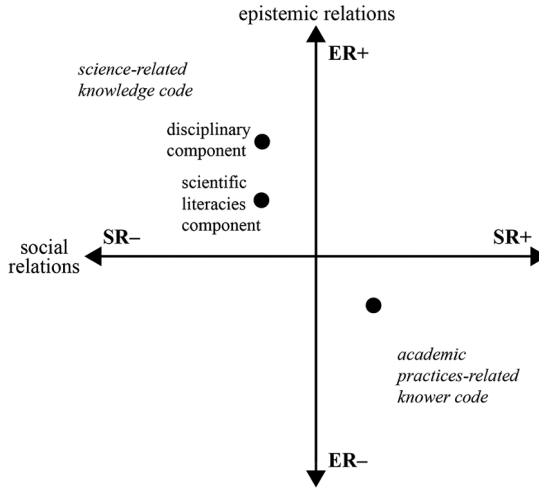 epistemic relations
ER+
science-related
knowledge code
disciplinary
component
scientific
literacies
component
SR–
SR+
social
relations
academic
practices-related
knower code
ER–